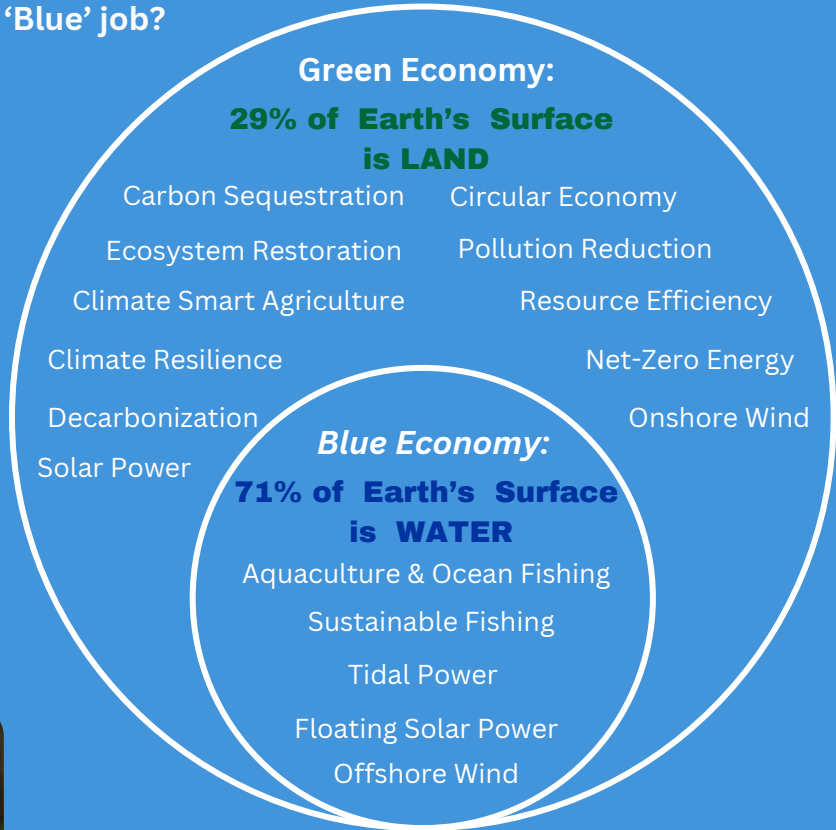 ‘Blue’ job?
Green Economy:
29% of Earth’s Surface
is LAND
Carbon Sequestration
Circular Economy
Ecosystem Restoration
Pollution Reduction
Climate Smart Agriculture
Resource Efficiency
Climate Resilience
Net-Zero Energy
Decarbonization
Onshore Wind
Solar Power
Blue Economy:
71% of Earth’s Surface
is WATER
Aquaculture & Ocean Fishing
Sustainable Fishing
Tidal Power
Floating Solar Power
Offshore Wind